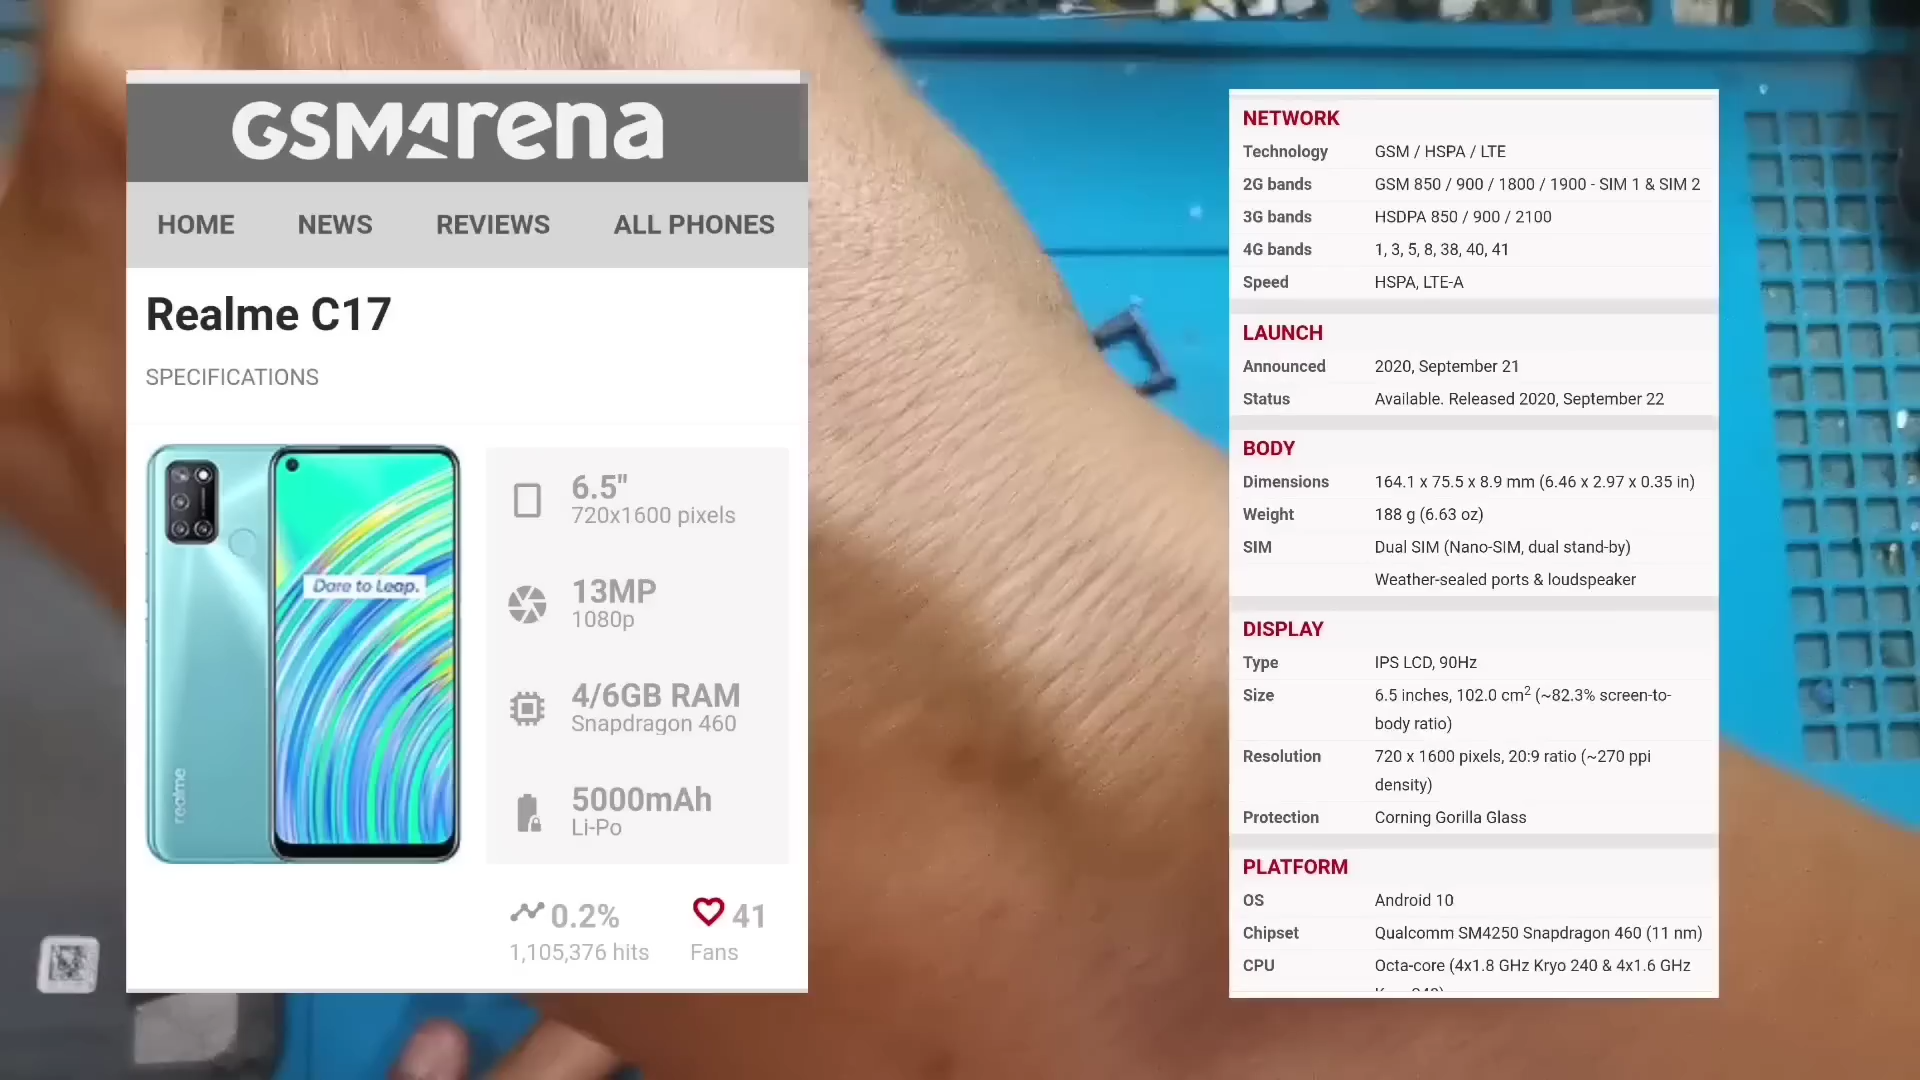 GSMArena
HOME NEWS REVIEWS ALL PHONES
Realme C17
SPECIFICATIONS
realme
Dare to Leap.
6.5"
720x1600 pixels
13MP
1080p
4/6GB RAM
Snapdragon 460
5000mAh
Li-Po
0.2%
1,105,376 hits
41
Fans
NETWORK
Technology GSM / HSPA / LTE
2G bands GSM 850 / 900 / 1800 / 1900 - SIM 1 & SIM 2
3G bands HSDPA 850 / 900 / 2100
4G bands 1, 3, 5, 8, 38, 40, 41
Speed HSPA, LTE-A
LAUNCH
Announced 2020, September 21
Status Available. Released 2020, September 22
BODY
Dimensions 164.1 x 75.5 x 8.9 mm (6.46 x 2.97 x 0.35 in)
Weight 188 g (6.63 oz)
SIM Dual SIM (Nano-SIM, dual stand-by)
Weather-sealed ports & loudspeaker
DISPLAY
Type IPS LCD, 90Hz
Size 6.5 inches, 102.0 cm2 (~82.3% screen-to-
body ratio)
Resolution 720 x 1600 pixels, 20:9 ratio (~270 ppi
density)
Protection Corning Gorilla Glass
PLATFORM
OS Android 10
Chipset Qualcomm SM4250 Snapdragon 460 (11 nm)
CPU Octa-core (4x1.8 GHz Kryo 240 & 4x1.6 GHz